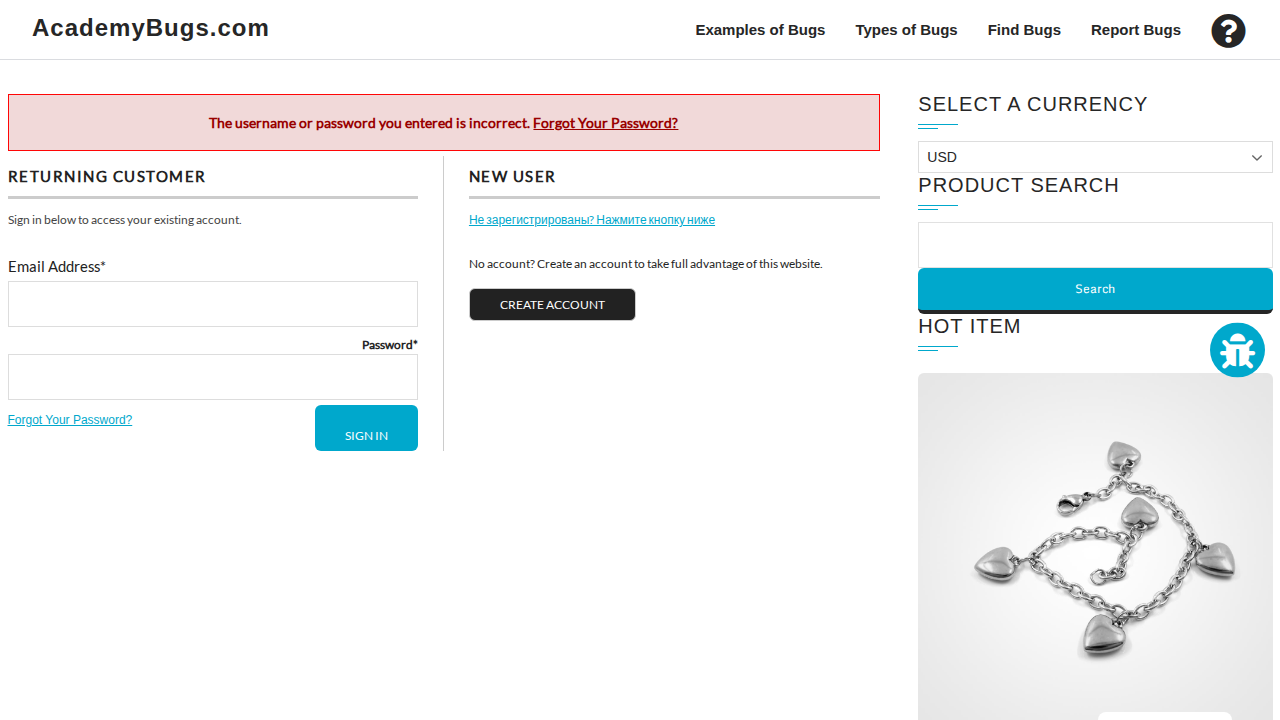 AcademyBugs.com
Examples of Bugs
Types of Bugs
Find Bugs
Report Bugs
The username or password you entered is incorrect. Forgot Your Password?
RETURNING CUSTOMER
Sign in below to access your existing account.
Email Address*
Password*
Forgot Your Password?
SIGN IN
NEW USER
Не зарегистрированы? Нажмите кнопку ниже
No account? Create an account to take full advantage of this website.
CREATE ACCOUNT
SELECT A CURRENCY
USD
PRODUCT SEARCH
Search
HOT ITEM